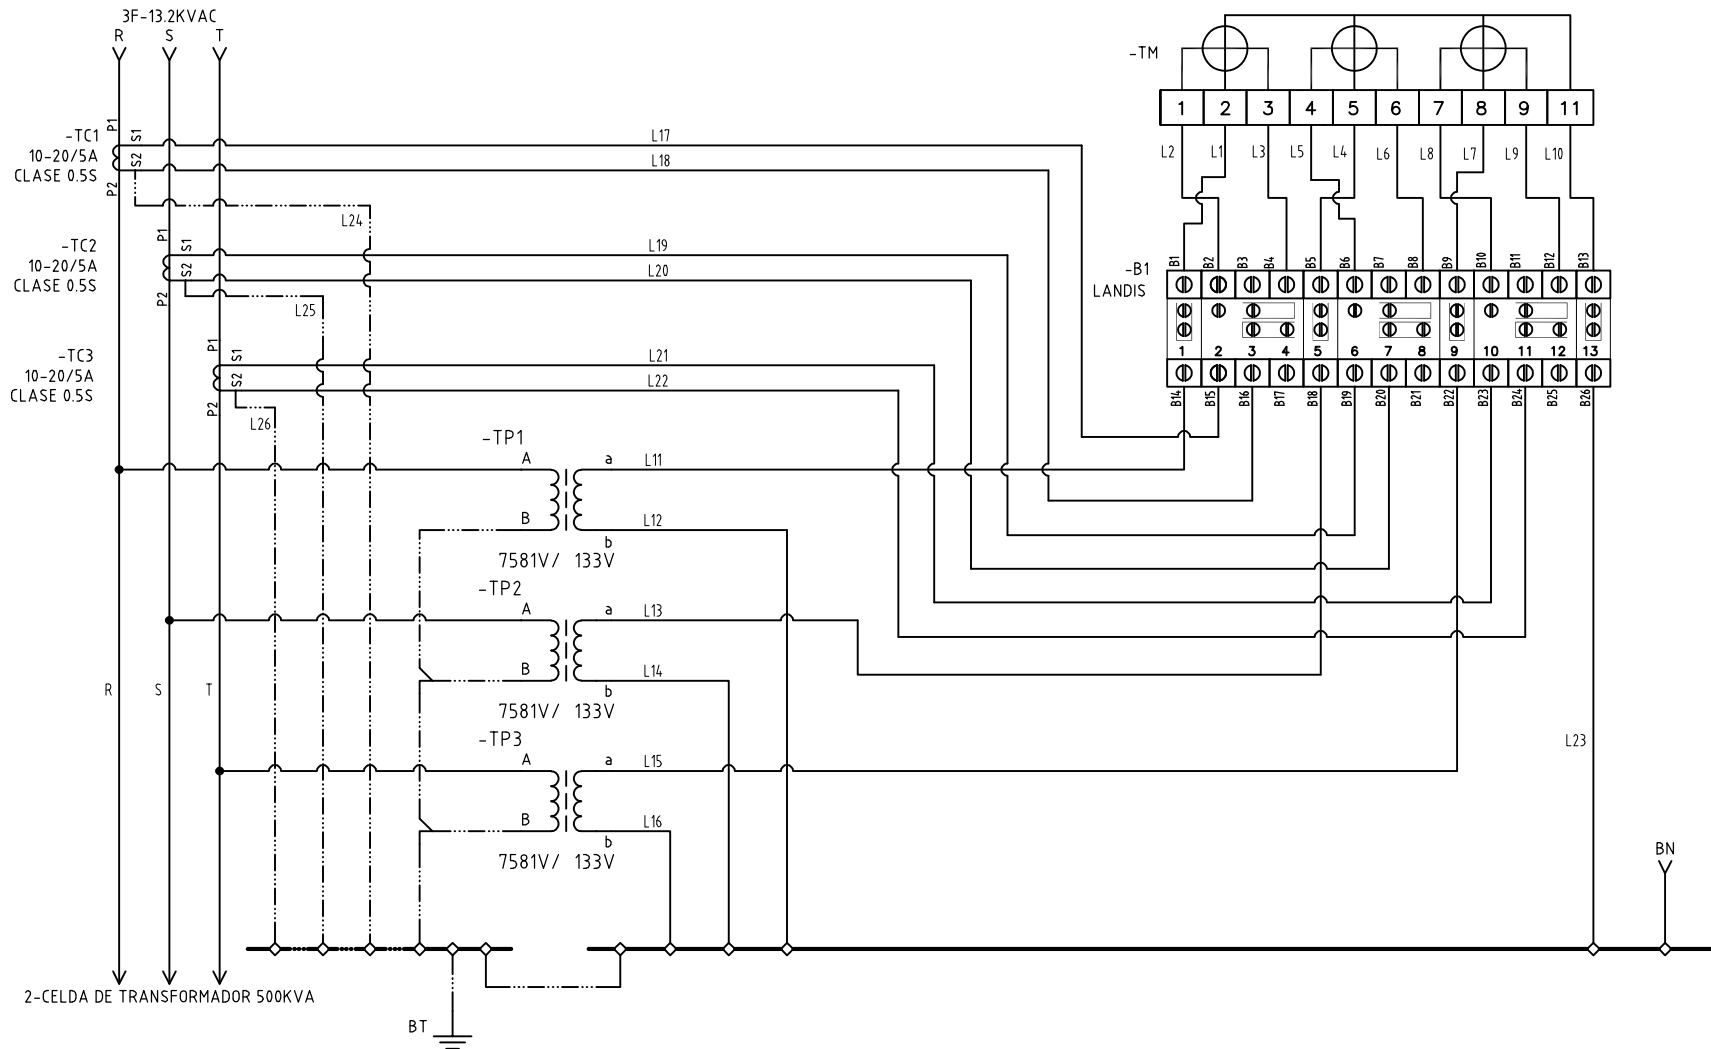 3F-13.2KVAC
R S T
-TM
1 2 3 4 5 6 7 8 9 11
L2 L1 L3 L5 L4 L6 L8 L7 L9 L10
-TC1
10-20/5A
CLASE 0.5S
P1
S1
S2
P2
L17
L18
L24
-TC2
10-20/5A
CLASE 0.5S
P1
S1
S2
P2
L19
L20
L25
-TC3
10-20/5A
CLASE 0.5S
P1
S1
S2
P2
L21
L22
L26
-B1
LANDIS
B1 B2 B3 B4 B5 B6 B7 B8 B9 B10 B11 B12 B13
1 2 3 4 5 6 7 8 9 10 11 12 13
B14 B15 B16 B17 B18 B19 B20 B21 B22 B23 B24 B25 B26
-TP1
A a L11
B L12
b
7581V/ 133V
-TP2
A a L13
B L14
b
7581V/ 133V
R S T
-TP3
A a L15
B L16
b
7581V/ 133V
L23
BN
2-CELDA DE TRANSFORMADOR 500KVA
BT